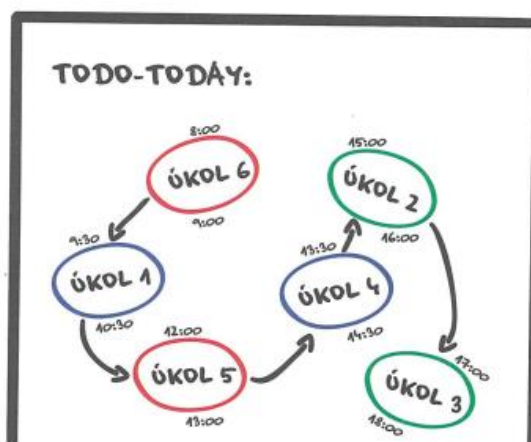 TODO-TODAY:
8:00
ÚKOL 6
9:00
9:30
ÚKOL 1
10:30
12:00
ÚKOL 5
13:00
13:30
ÚKOL 4
14:30
15:00
ÚKOL 2
16:00
17:00
ÚKOL 3
18:00